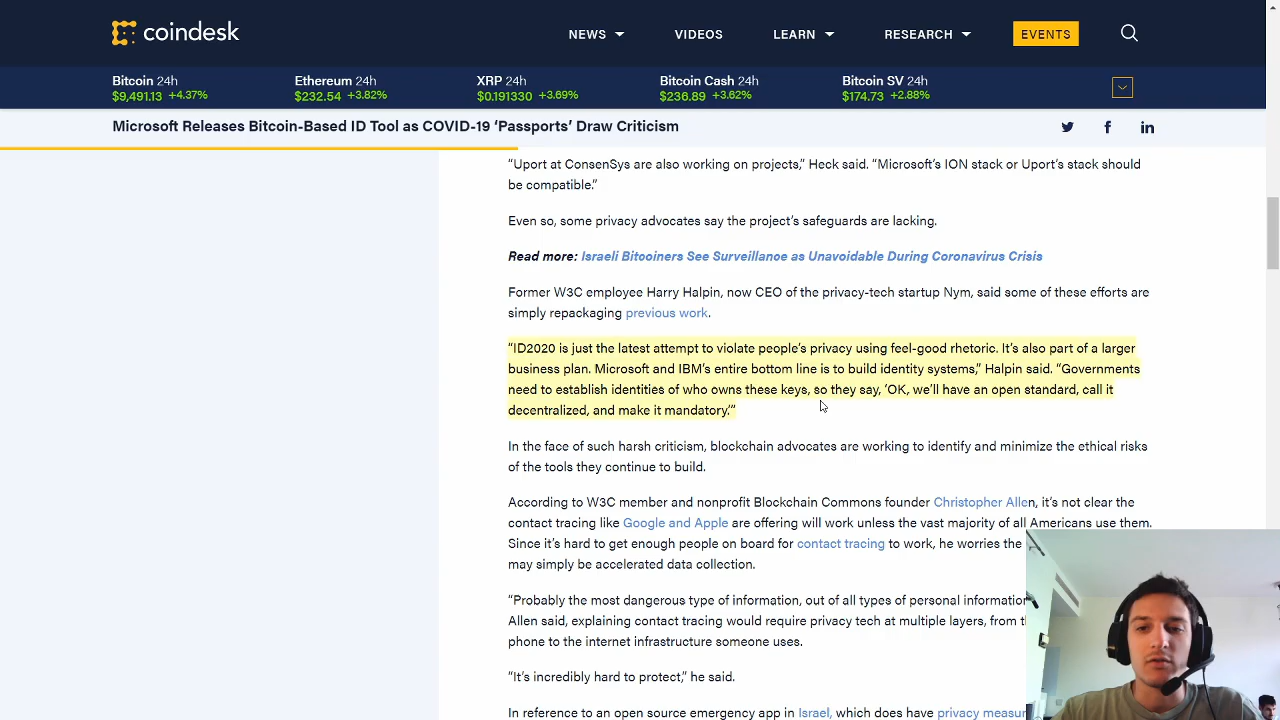 coindesk
NEWS
VIDEOS
LEARN
RESEARCH
EVENTS
Bitcoin 24h
$9,491.13 +4.37%
Ethereum 24h
$232.54 +3.82%
XRP 24h
$0.191330 +3.69%
Bitcoin Cash 24h
$236.89 +3.62%
Bitcoin SV 24h
$174.73 +2.88%
Microsoft Releases Bitcoin-Based ID Tool as COVID-19 ‘Passports’ Draw Criticism
“Uport at ConsenSys are also working on projects,” Heck said. “Microsoft’s ION stack or Uport’s stack should
be compatible.”
Even so, some privacy advocates say the project’s safeguards are lacking.
Read more: Israeli Bitcoiners See Surveillance as Unavoidable During Coronavirus Crisis
Former W3C employee Harry Halpin, now CEO of the privacy-tech startup Nym, said some of these efforts are
simply repackaging previous work.
“ID2020 is just the latest attempt to violate people’s privacy using feel-good rhetoric. It’s also part of a larger
business plan. Microsoft and IBM’s entire bottom line is to build identity systems,” Halpin said. “Governments
need to establish identities of who owns these keys, so they say, ‘OK, we’ll have an open standard, call it
decentralized, and make it mandatory.’”
In the face of such harsh criticism, blockchain advocates are working to identify and minimize the ethical risks
of the tools they continue to build.
According to W3C member and nonprofit Blockchain Commons founder Christopher Allen, it’s not clear the
contact tracing like Google and Apple are offering will work unless the vast majority of all Americans use them.
Since it’s hard to get enough people on board for contact tracing to work, he worries the
may simply be accelerated data collection.
“Probably the most dangerous type of information, out of all types of personal information
Allen said, explaining contact tracing would require privacy tech at multiple layers, from
phone to the internet infrastructure someone uses.
“It’s incredibly hard to protect,” he said.
In reference to an open source emergency app in Israel, which does have privacy